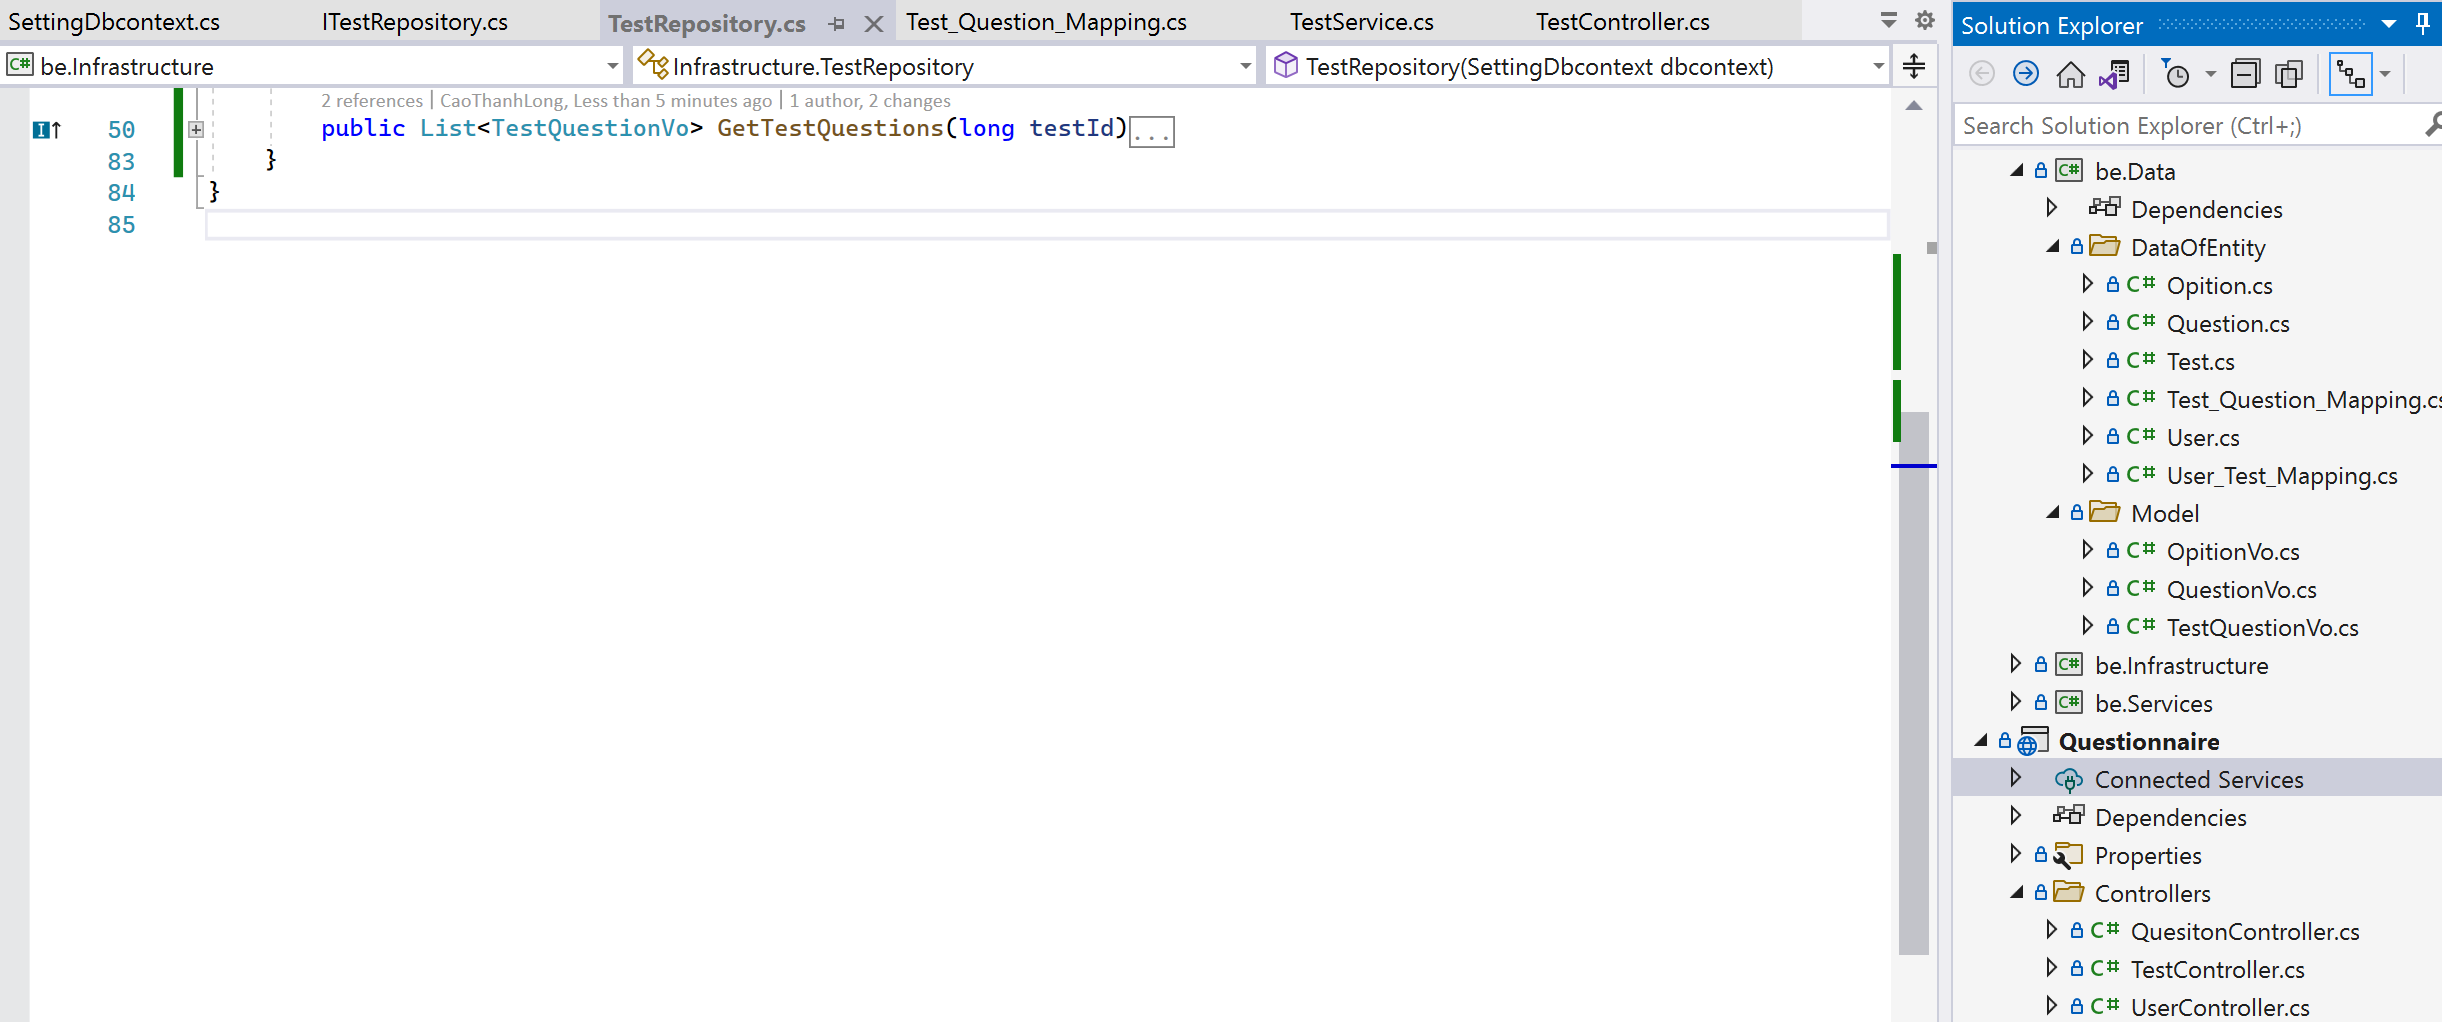 SettingDbcontext.cs ITestRepository.cs TestRepository.cs Test_Question_Mapping.cs TestService.cs TestController.cs
C# be.Infrastructure Infrastructure.TestRepository TestRepository(SettingDbcontext dbcontext)
2 references | CaoThanhLong, Less than 5 minutes ago | 1 author, 2 changes
50 public List<TestQuestionVo> GetTestQuestions(long testId)...
83 }
84 }
85
Solution Explorer
Search Solution Explorer (Ctrl+;)
C# be.Data
Dependencies
DataOfEntity
C# Opition.cs
C# Question.cs
C# Test.cs
C# Test_Question_Mapping.cs
C# User.cs
C# User_Test_Mapping.cs
Model
C# OpitionVo.cs
C# QuestionVo.cs
C# TestQuestionVo.cs
C# be.Infrastructure
C# be.Services
Questionnaire
Connected Services
Dependencies
Properties
Controllers
C# QuesitonController.cs
C# TestController.cs
C# UserController.cs